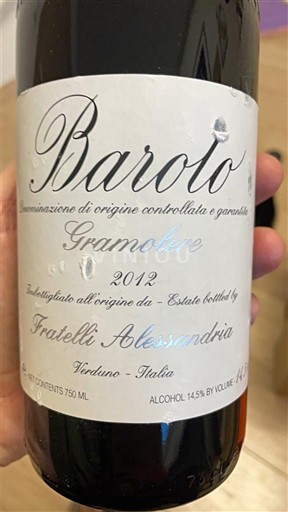 Barolo
Denominazione di origine controllata e garantita
Gramolere
VINIOU
2012
Imbottigliato all'origine da - Estate bottled by
Fratelli Alessandria
Verduno - Italia
NET CONTENTS 750 ML
ALCOHOL 14,5% BY VOLUME